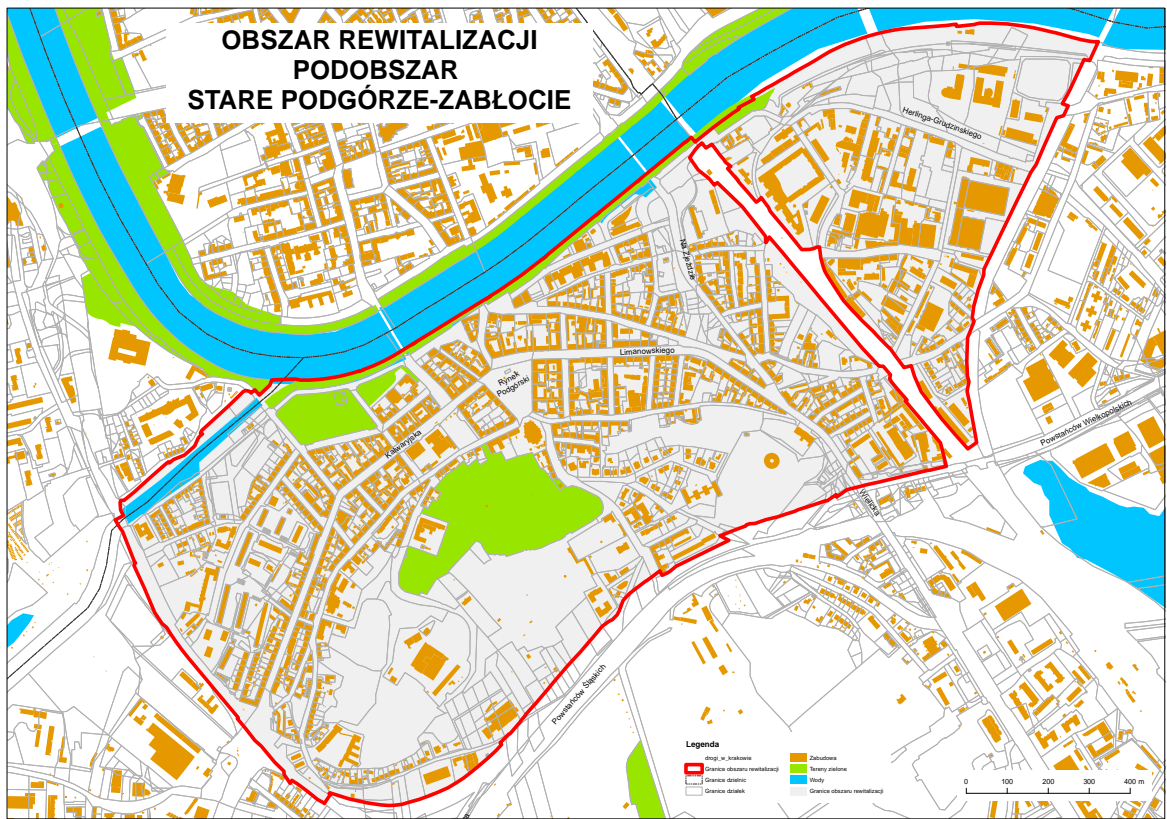 OBSZAR REWITALIZACJI
PODOBSZAR
STARE PODGÓRZE-ZABŁOCIE
Herlinga-Grudzinskiego
Na Zjeździe
Limanowskiego
Rynek
Podgórski
Kalwaryjska
Powstańców Wielkopolskich
Wielicka
Powstańców Śląskich
Legenda
drogi_w_krakowie
Granice obszaru rewitalizacji
Granice dzielnic
Granice działek
Zabudowa
Tereny zielone
Wody
Granice obszaru rewitalizacji
0 100 200 300 400 m